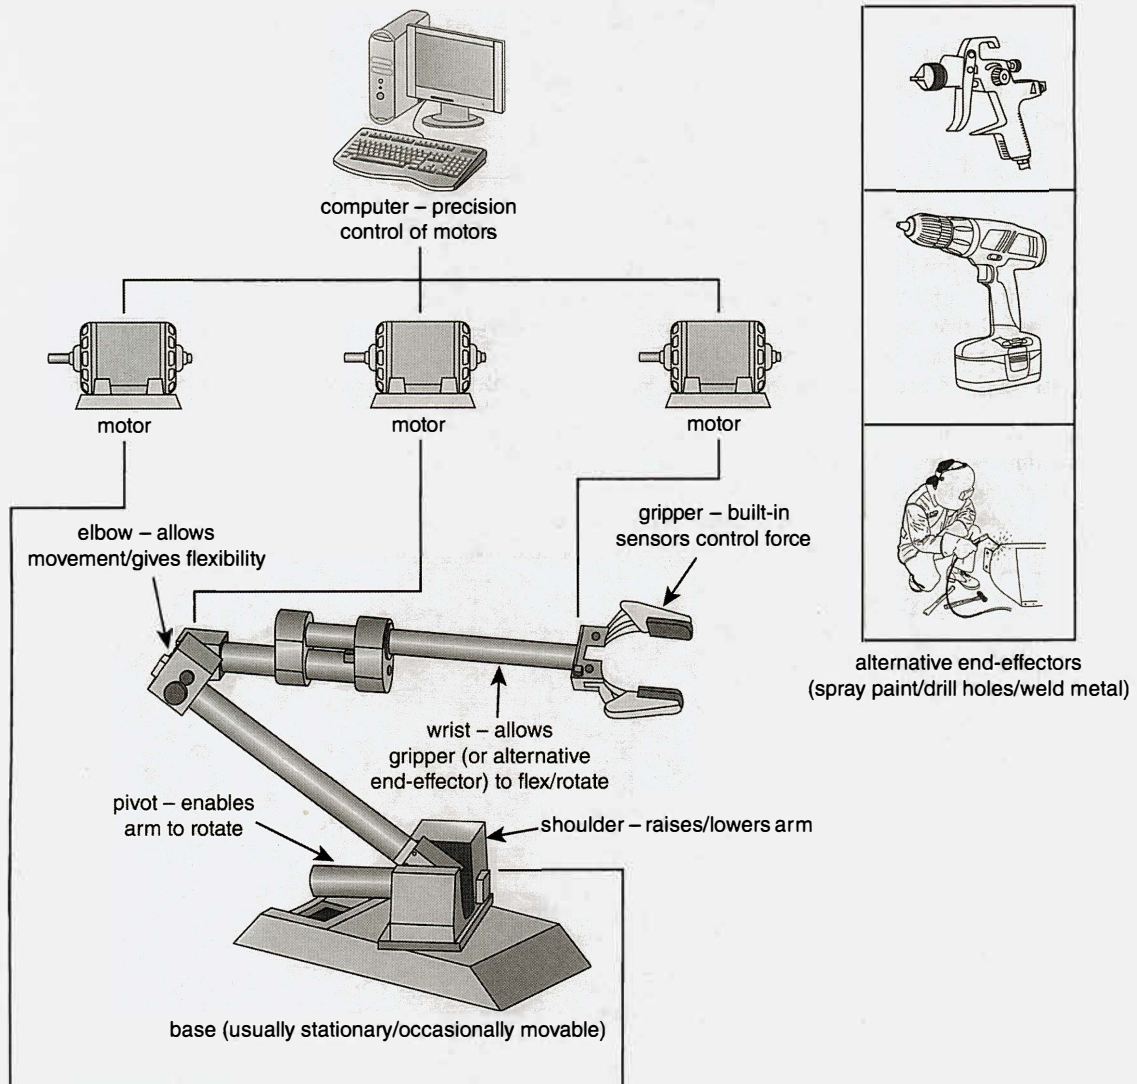 computer – precision
control of motors
motor
motor
motor
elbow – allows
movement/gives flexibility
gripper – built-in
sensors control force
alternative end-effectors
(spray paint/drill holes/weld metal)
wrist – allows
gripper (or alternative
end-effector) to flex/rotate
pivot – enables
arm to rotate
shoulder – raises/lowers arm
base (usually stationary/occasionally movable)